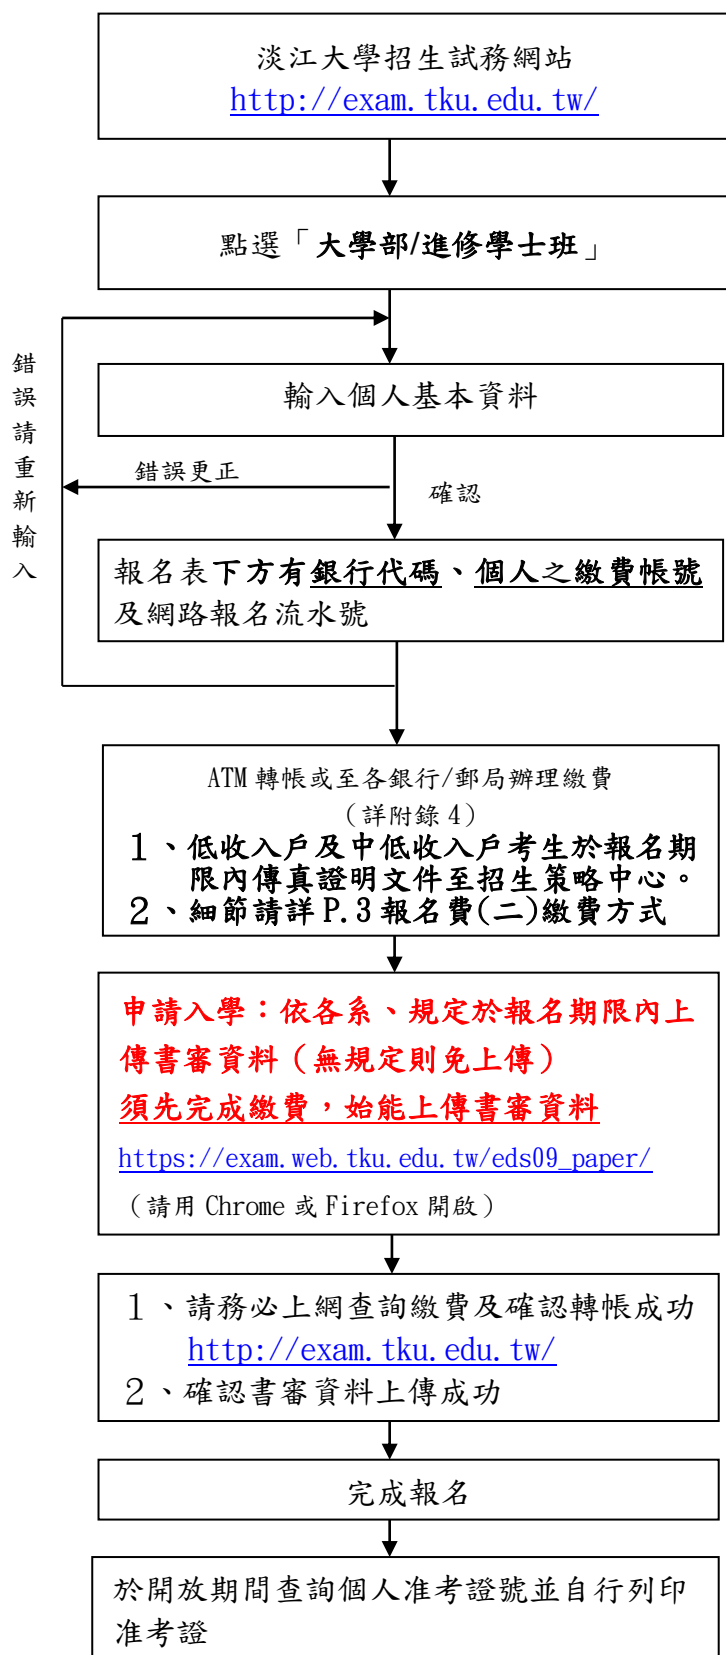 淡江大學招生試務網站
http://exam.tku.edu.tw/
點選「大學部/進修學士班」
錯誤請重新輸入
輸入個人基本資料
錯誤更正
確認
報名表下方有銀行代碼、個人之繳費帳號
及網路報名流水號
ATM 轉帳或至各銀行/郵局辦理繳費
（詳附錄 4）
１、低收入戶及中低收入戶考生於報名期
限內傳真證明文件至招生策略中心。
２、細節請詳 P.3 報名費(二)繳費方式
申請入學：依各系、規定於報名期限內上
傳書審資料（無規定則免上傳）
須先完成繳費，始能上傳書審資料
https://exam.web.tku.edu.tw/eds09_paper/
（請用 Chrome 或 Firefox 開啟）
１、請務必上網查詢繳費及確認轉帳成功
http://exam.tku.edu.tw/
２、確認書審資料上傳成功
完成報名
於開放期間查詢個人准考證號並自行列印
准考證